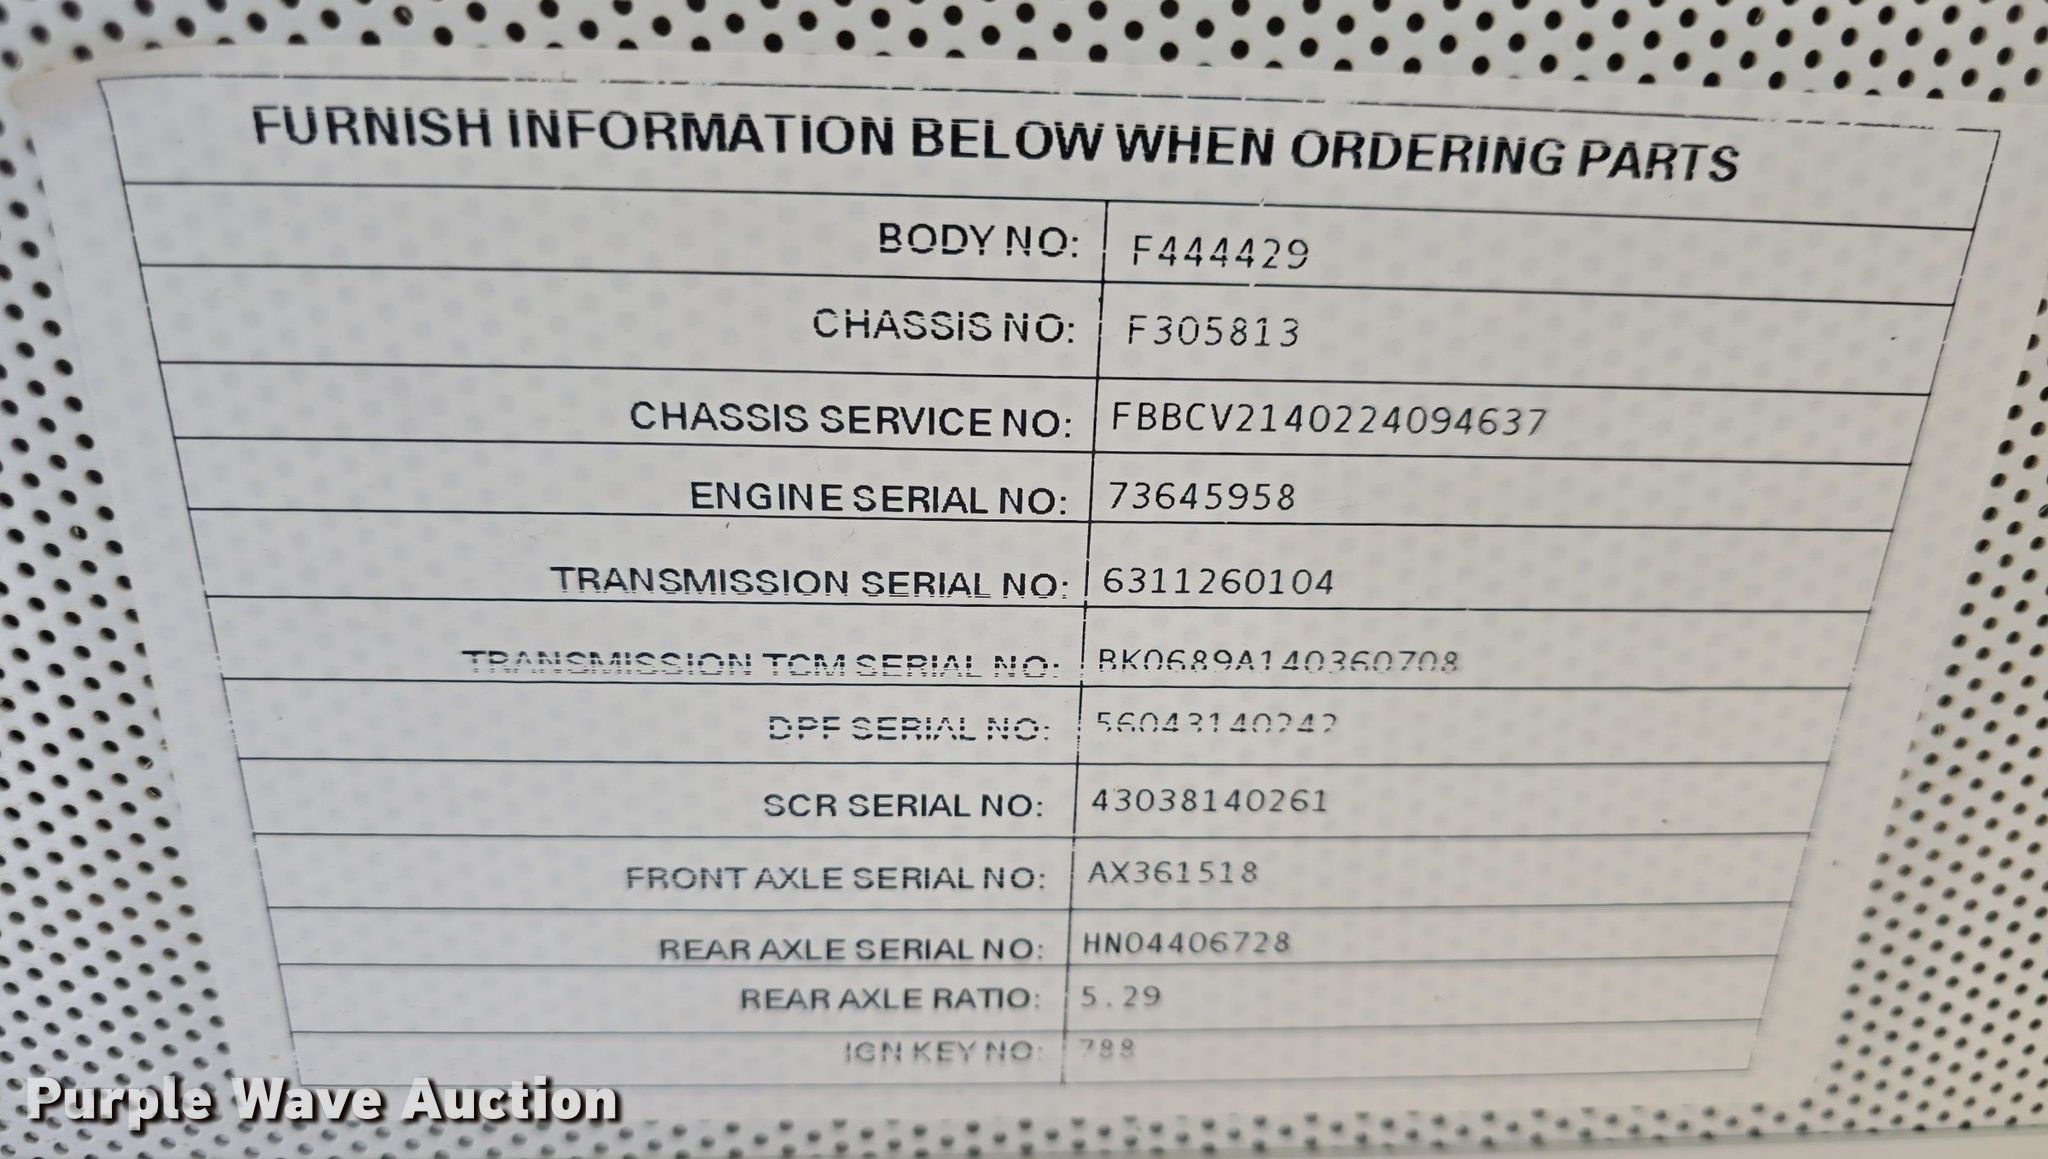 FURNISH INFORMATION BELOW WHEN ORDERING PARTS
BODY NO: F444429
CHASSIS NO: F305813
CHASSIS SERVICE NO: FBBCV2140224094637
ENGINE SERIAL NO: 73645958
TRANSMISSION SERIAL NO: 6311260104
TRANSMISSION TCM SERIAL NO: BK0689A140360708
DPF SERIAL NO: 56043140242
SCR SERIAL NO: 43038140261
FRONT AXLE SERIAL NO: AX361518
REAR AXLE SERIAL NO: HN04406728
REAR AXLE RATIO: 5.29
IGN KEY NO: 788
Purple Wave Auction